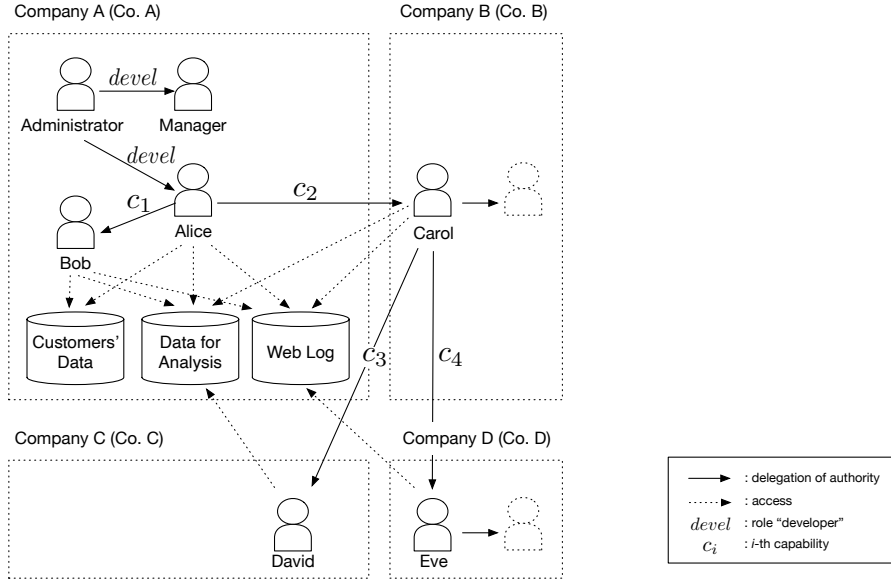 Company A (Co. A)
Company B (Co. B)
devel
Administrator
Manager
devel
c1
Alice
c2
Carol
Bob
Customers'
Data
Data for
Analysis
Web Log
c3
c4
Company C (Co. C)
Company D (Co. D)
David
Eve
: delegation of authority
: access
devel : role “developer”
ci : i-th capability